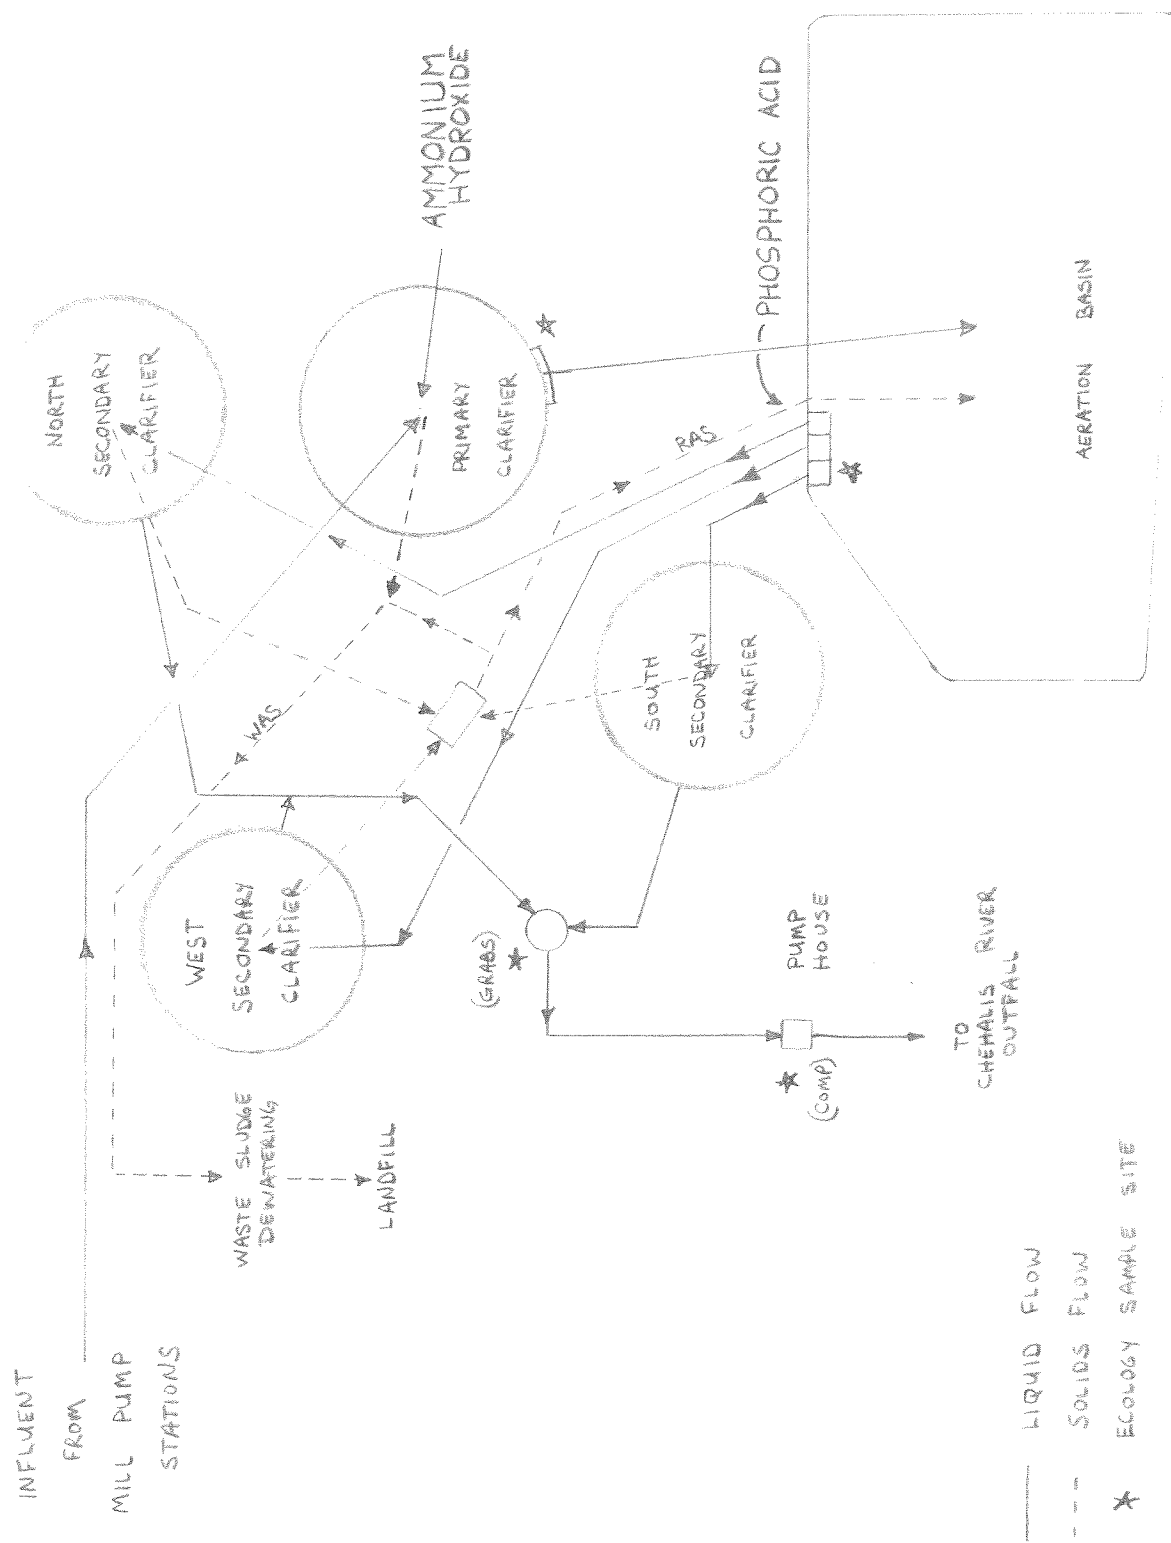 INFLUENT
FROM
MILL PUMP
STATIONS
WASTE SLUDGE
DEWATERING
LANDFILL
WEST
SECONDARY
CLARIFIER
WAS
NORTH
SECONDARY
CLARIFIER
PRIMARY
CLARIFIER
AMMONIUM
HYDROXIDE
RAS
PHOSPHORIC ACID
SOUTH
SECONDARY
CLARIFIER
AERATION BASIN
(GRABS)
PUMP
HOUSE
(COMP)
TO
CHEHALIS RIVER
OUTFALL
LIQUID FLOW
SOLIDS FLOW
ECOLOGY SAMPLE SITE